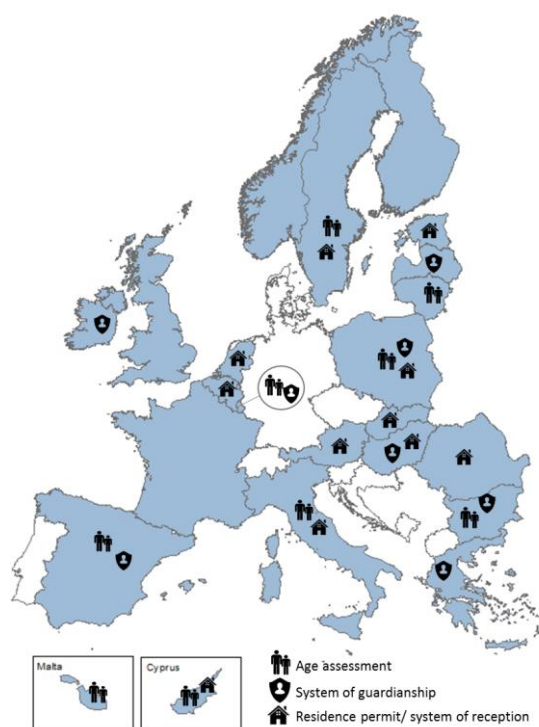 Malta
Cyprus
Age assessment
System of guardianship
Residence permit/ system of reception